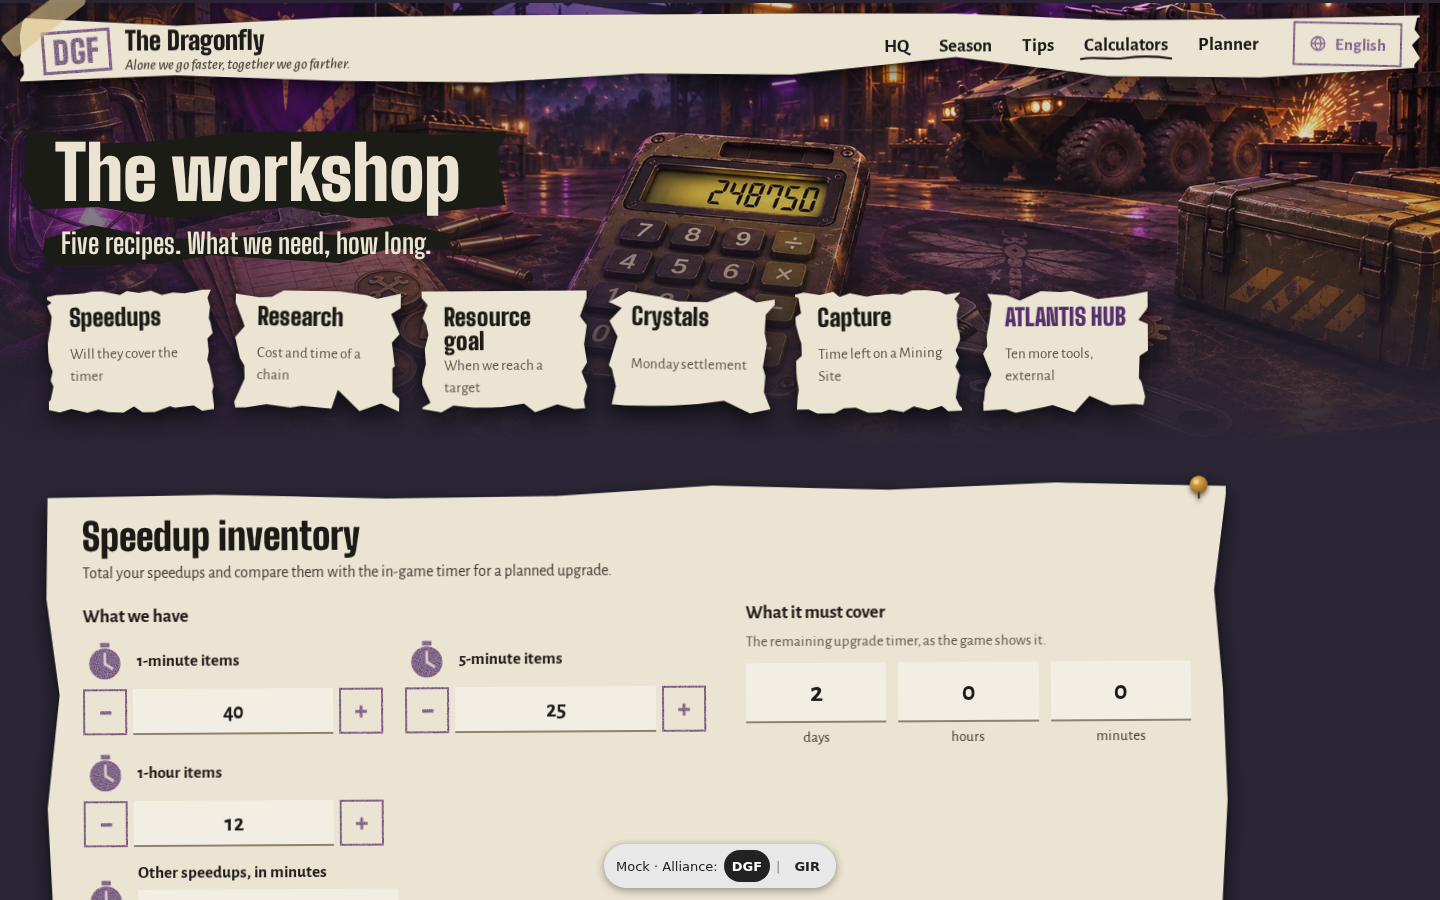 DGF
The Dragonfly
Alone we go faster, together we go farther.
HQ
Season
Tips
Calculators
Planner
English
The workshop
Five recipes. What we need, how long.
248750
7 8 9 ÷
4 5 6 ×
Speedups
Will they cover the
timer
Research
Cost and time of a
chain
Resource
goal
When we reach a
target
Crystals
Monday settlement
Capture
Time left on a Mining
Site
ATLANTIS HUB
Ten more tools,
external
Speedup inventory
Total your speedups and compare them with the in-game timer for a planned upgrade.
What we have
1-minute items
− 40 +
5-minute items
− 25 +
1-hour items
− 12 +
Other speedups, in minutes
What it must cover
The remaining upgrade timer, as the game shows it.
2 0 0
days hours minutes
Mock · Alliance: DGF | GIR